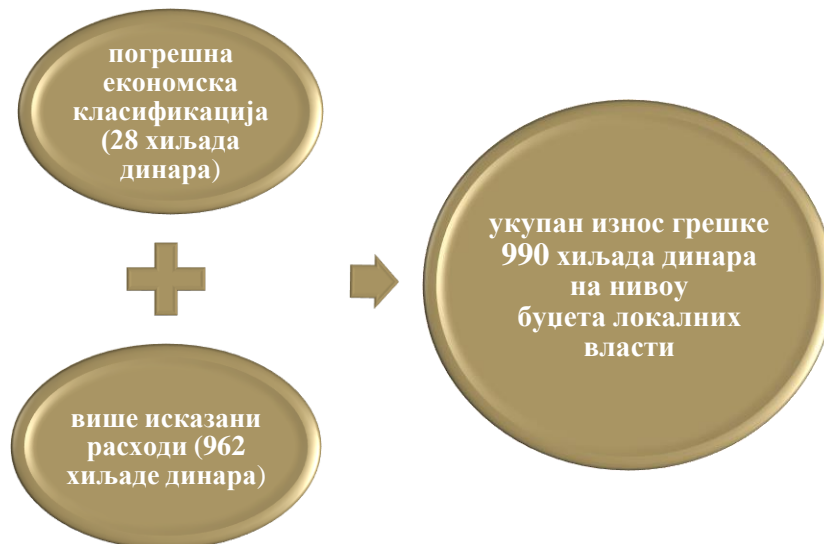 погрешна
економска
класификација
(28 хиљада
динара)
више исказани
расходи (962
хиљаде динара)
укупан износ грешке
990 хиљада динара
на нивоу
буџета локалних
власти